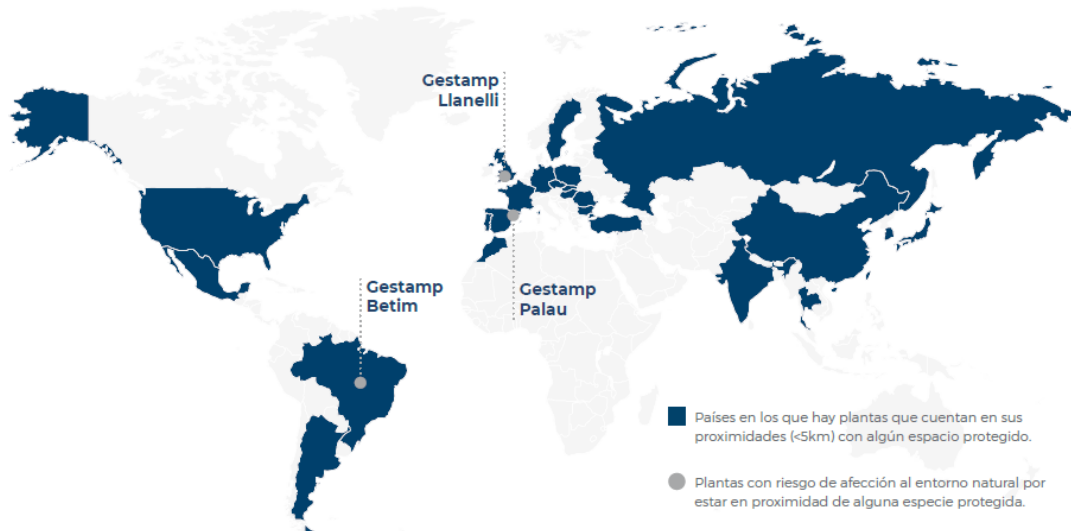 Gestamp
Llanelli
Gestamp
Betim
Gestamp
Palau
Países en los que hay plantas que cuentan en sus
proximidades (<5km) con algún espacio protegido.
Plantas con riesgo de afección al entorno natural por
estar en proximidad de alguna especie protegida.